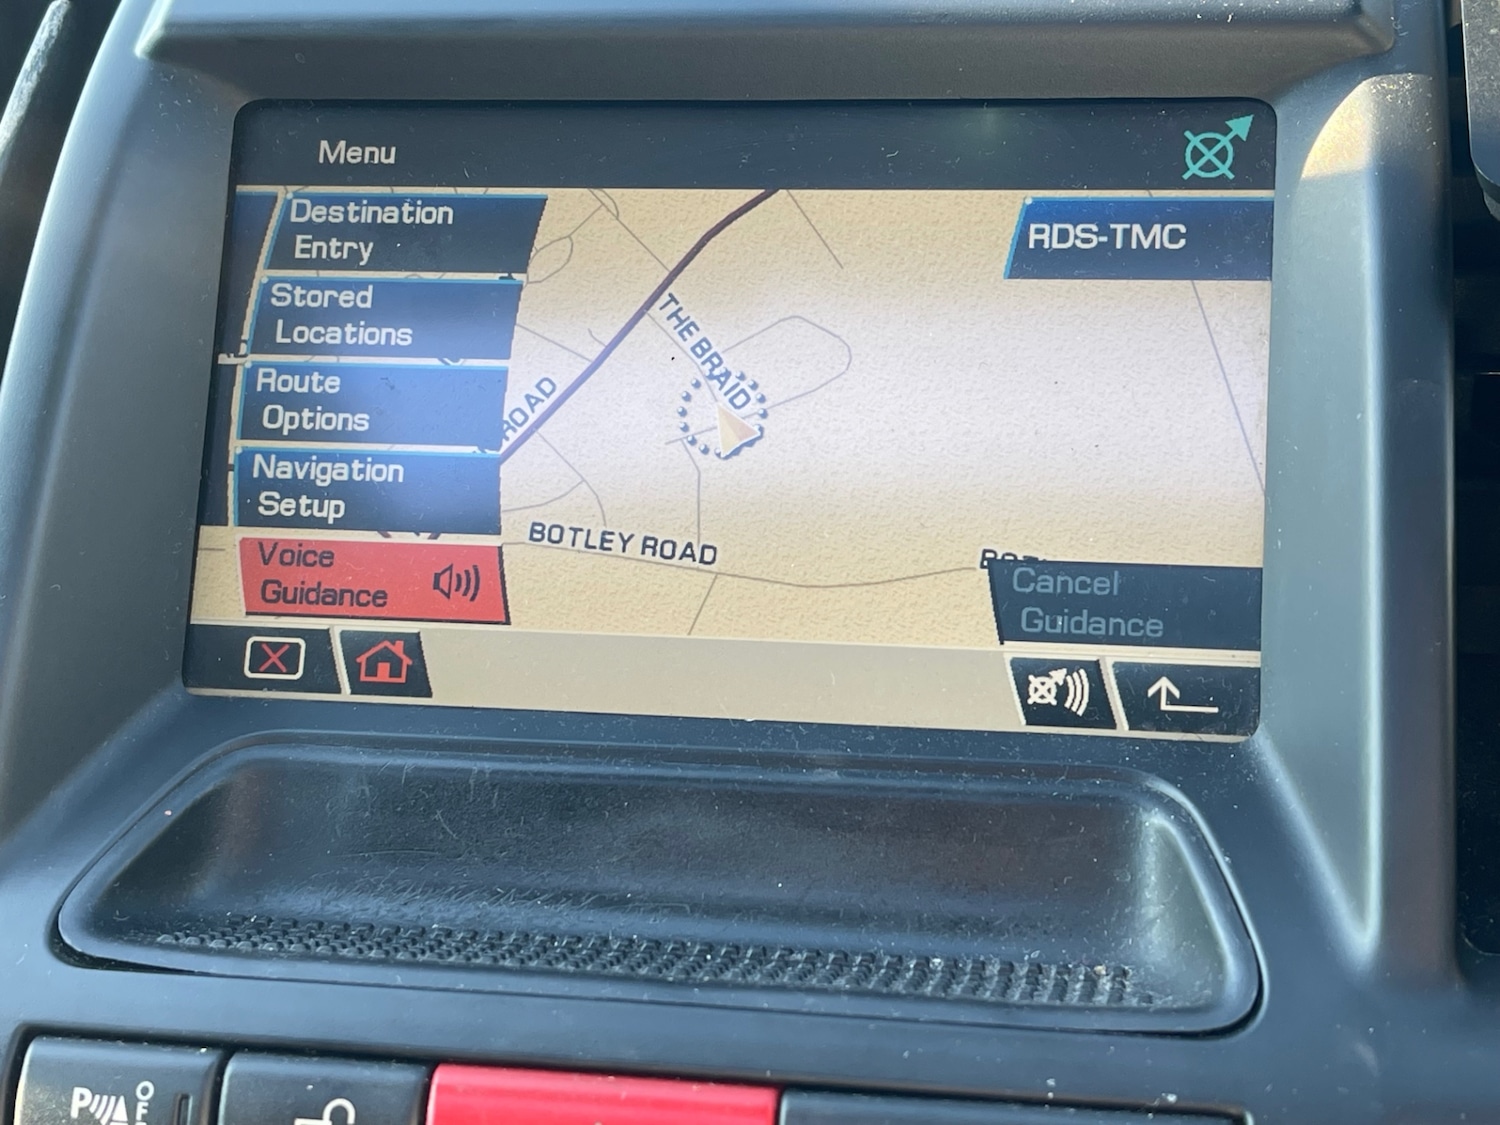 Menu
Destination
Entry
RDS-TMC
Stored
Locations
THE BRAID
Route
Options
ROAD
Navigation
Setup
BOTLEY ROAD
Voice
Guidance
Cancel
Guidance
P
OF